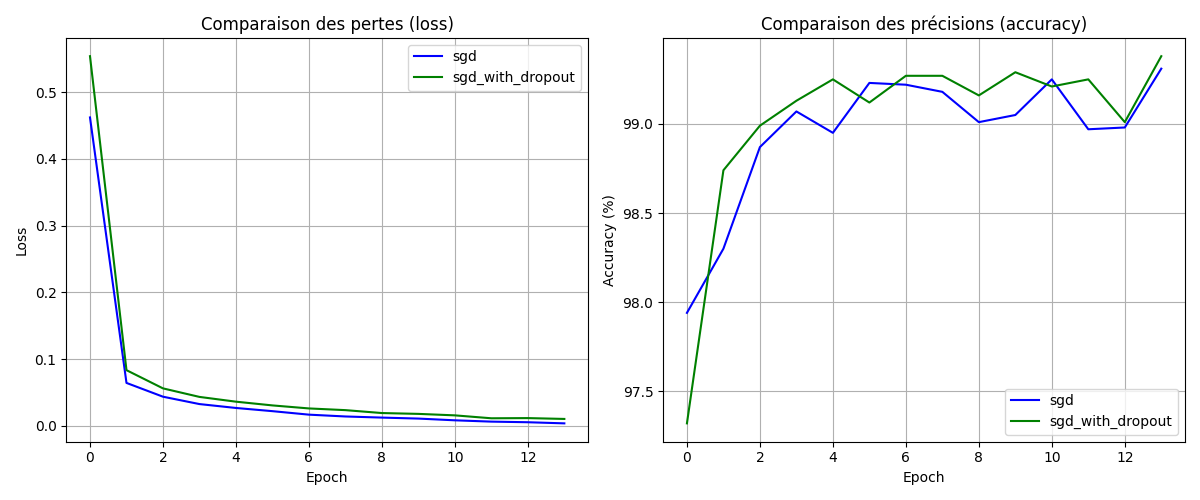 Comparaison des pertes (loss)
sgd
sgd_with_dropout
0.5
0.4
0.3
0.2
0.1
0.0
Loss
0 2 4 6 8 10 12
Epoch
Comparaison des précisions (accuracy)
99.0
98.5
98.0
97.5
Accuracy (%)
sgd
sgd_with_dropout
0 2 4 6 8 10 12
Epoch